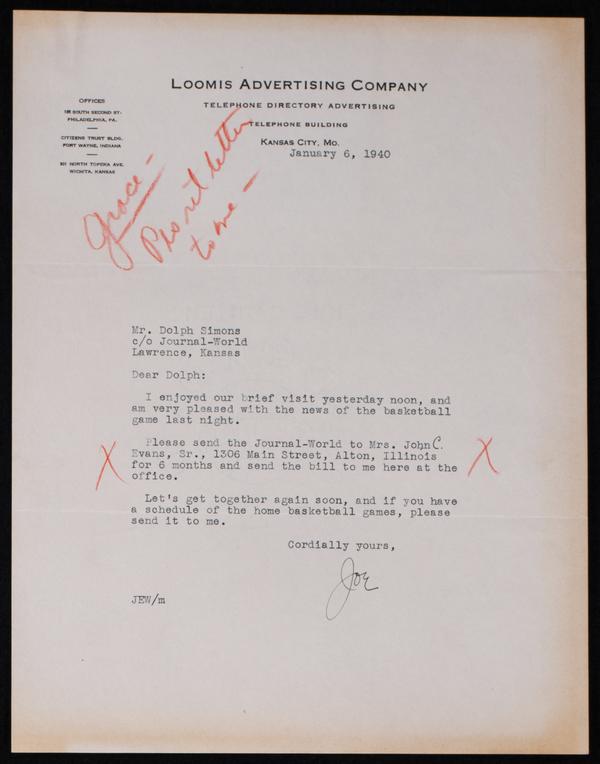 LOOMIS ADVERTISING COMPANY
TELEPHONE DIRECTORY ADVERTISING
TELEPHONE BUILDING
KANSAS CITY, MO.
OFFICES
SOUTH SECOND ST.
PHILADELPHIA, PA.
CITIZENS TRUST BLDG.
FORT WAYNE, INDIANA
NORTH TOPEKA AVE.
WICHITA, KANSAS
January 6, 1940
Grace -
letter
to me -
Mr. Dolph Simons
c/o Journal-World
Lawrence, Kansas
Dear Dolph:
I enjoyed our brief visit yesterday noon, and
am very pleased with the news of the basketball
game last night.
X
X
Please send the Journal-World to Mrs. John C.
Evans, Sr., 1306 Main Street, Alton, Illinois
for 6 months and send the bill to me here at the
office.
Let's get together again soon, and if you have
a schedule of the home basketball games, please
send it to me.
Cordially yours,
Joe
JEW/m